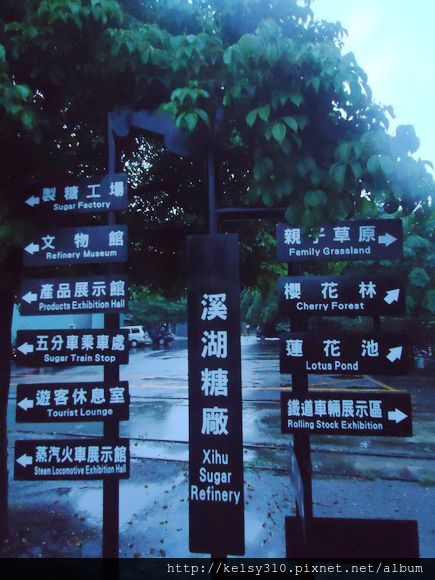 製糖工場
Sugar Factory
文物館
Refinery Museum
產品展示館
Products Exhibition Hall
五分車乘車處
Sugar Train Stop
遊客休息室
Tourist Lounge
蒸汽火車展示館
Steam Locomotive Exhibition Hall
溪湖糖廠
Xihu
Sugar
Refinery
親子草原
Family Grassland
櫻花林
Cherry Forest
蓮花池
Lotus Pond
鐵道車輛展示區
Rolling Stock Exhibition
http://kelsy310.pixnet.net/album